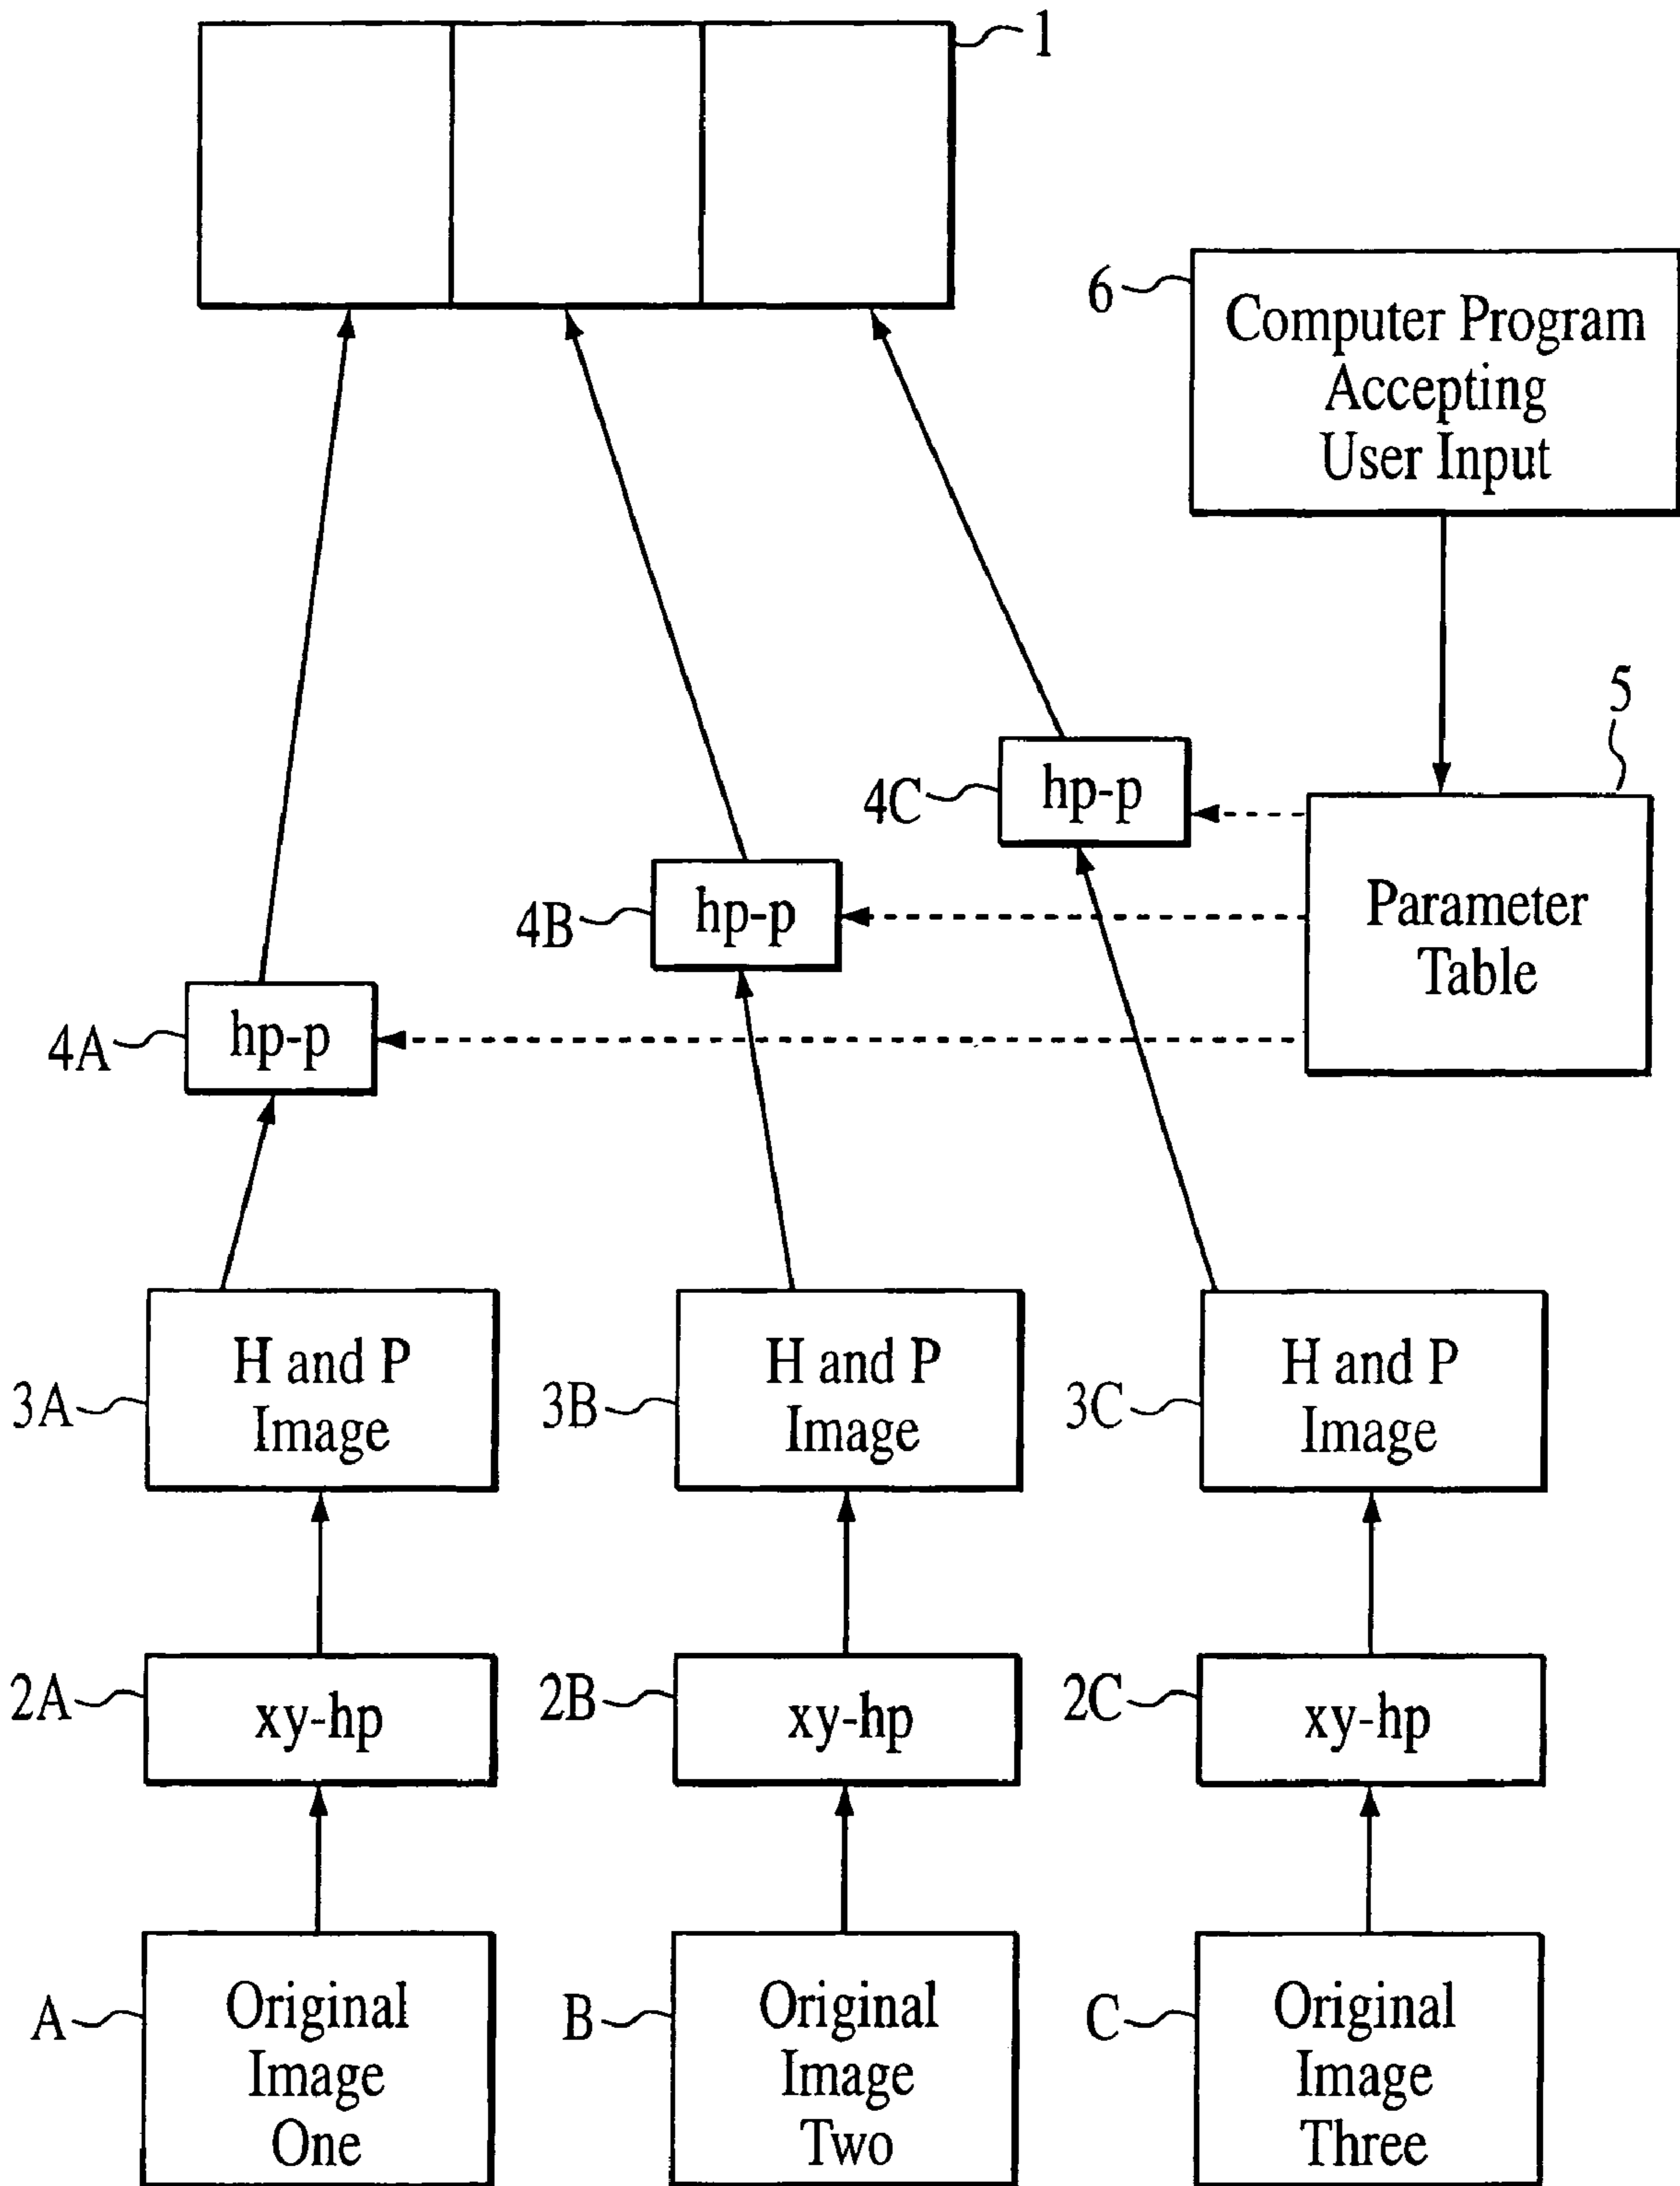 1
6
Computer Program
Accepting
User Input
5
4C
hp-p
4B
hp-p
Parameter
Table
4A
hp-p
3A
H and P
Image
3B
H and P
Image
3C
H and P
Image
2A
xy-hp
2B
xy-hp
2C
xy-hp
A
Original
Image
One
B
Original
Image
Two
C
Original
Image
Three